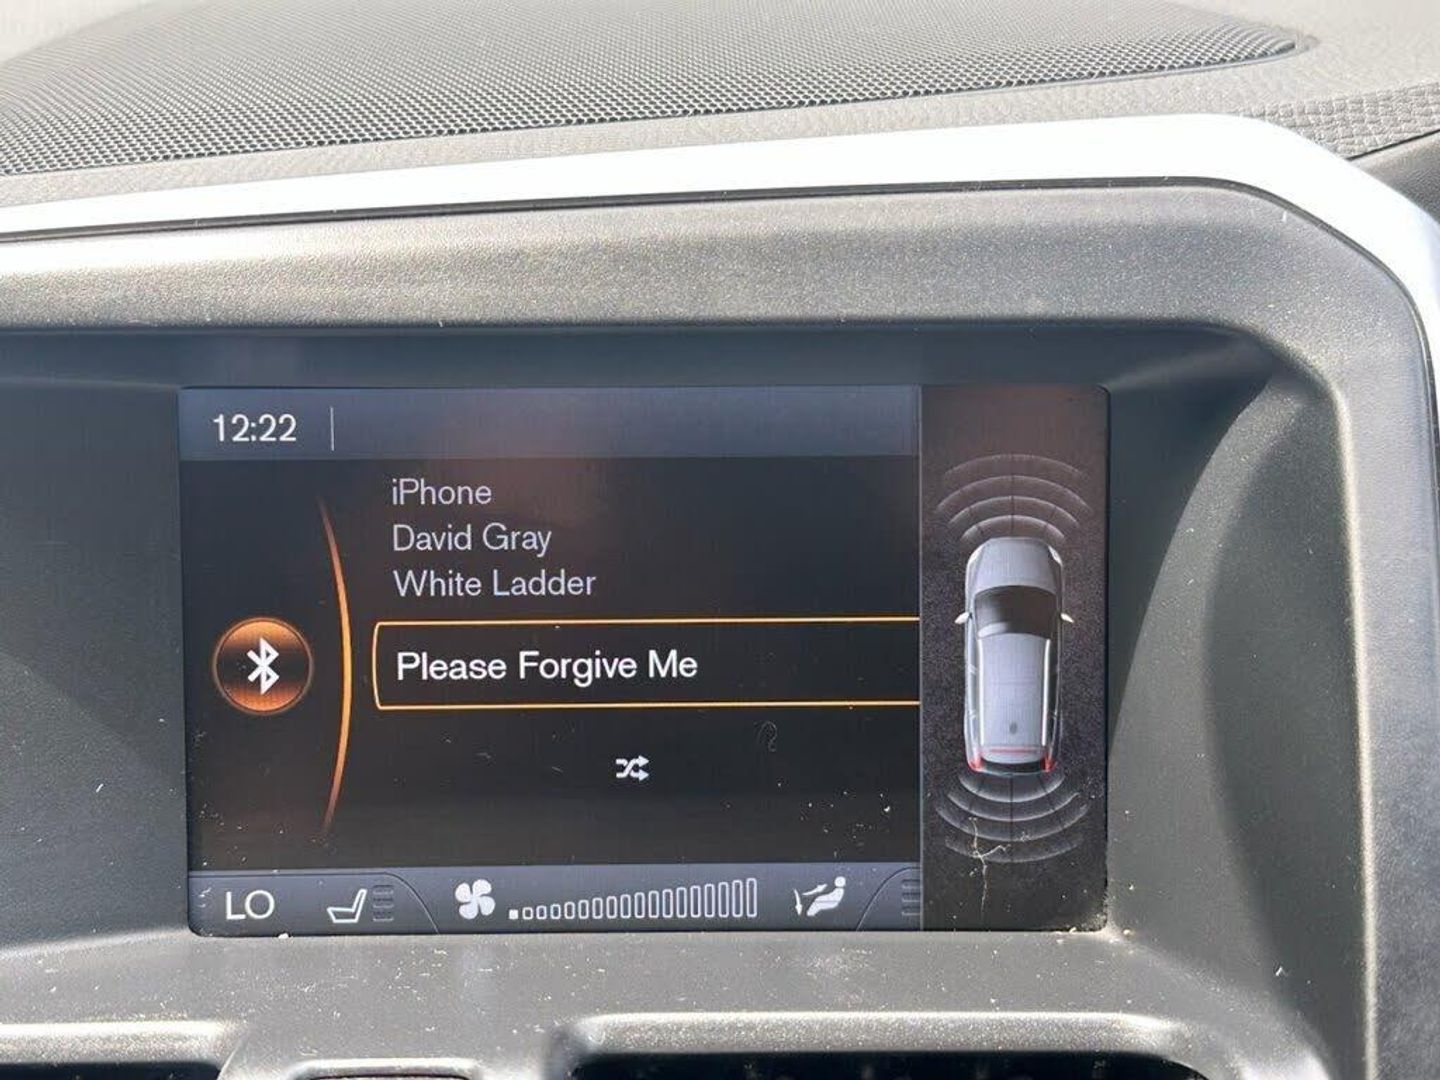 12:22
iPhone
David Gray
White Ladder
Please Forgive Me
LO